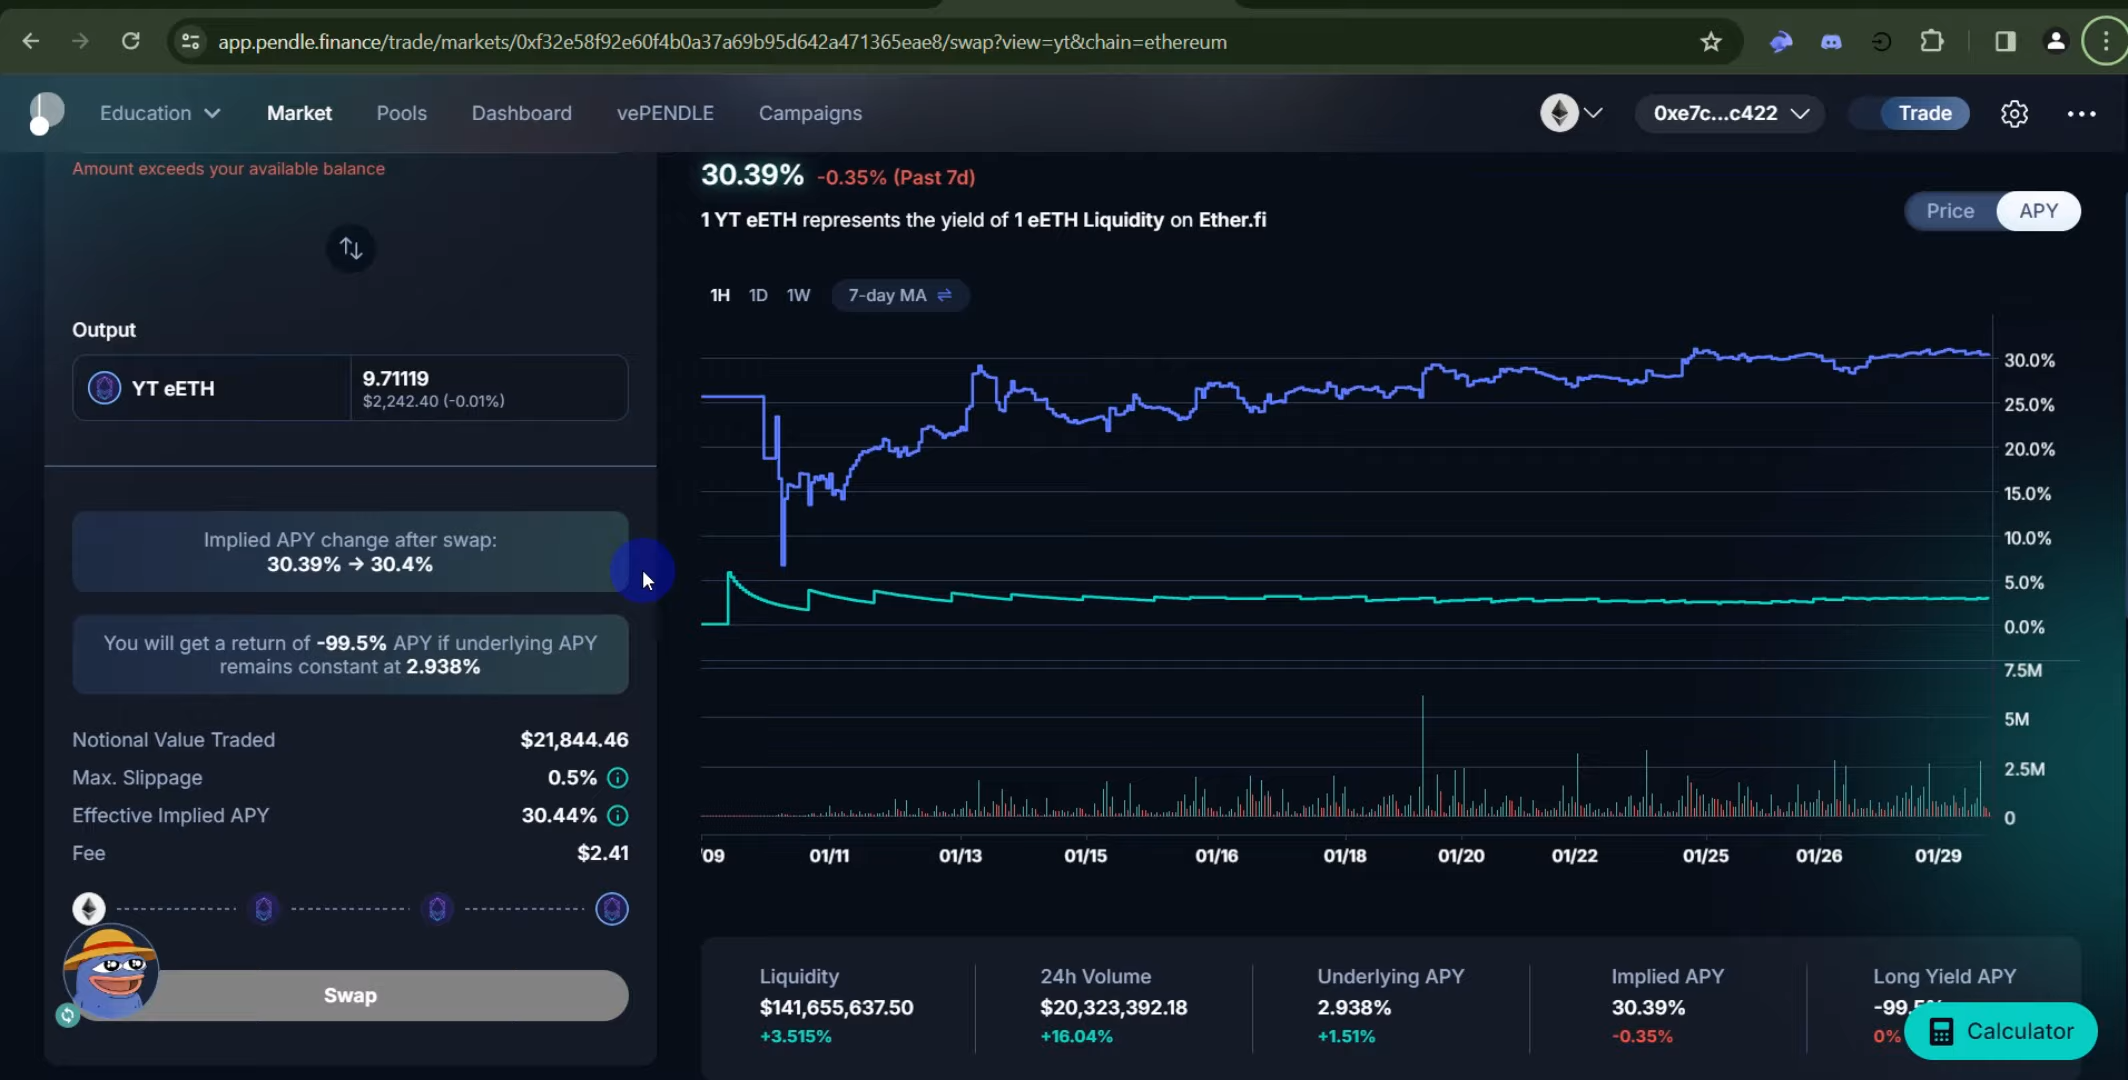 app.pendle.finance/trade/markets/0xf32e58f92e60f4b0a37a69b95d642a471365eae8/swap?view=yt&chain=ethereum
Education Market Pools Dashboard vePENDLE Campaigns 0xe7c...c422 Trade
Amount exceeds your available balance
Output
YT eETH
9.71119
$2,242.40 (-0.01%)
Implied APY change after swap:
30.39% → 30.4%
You will get a return of -99.5% APY if underlying APY
remains constant at 2.938%
Notional Value Traded $21,844.46
Max. Slippage 0.5%
Effective Implied APY 30.44%
Fee $2.41
Swap
30.39% -0.35% (Past 7d)
1 YT eETH represents the yield of 1 eETH Liquidity on Ether.fi
Price APY
1H 1D 1W 7-day MA
30.0%
25.0%
20.0%
15.0%
10.0%
5.0%
0.0%
7.5M
5M
2.5M
0
/09 01/11 01/13 01/15 01/16 01/18 01/20 01/22 01/25 01/26 01/29
Liquidity
$141,655,637.50
+3.515%
24h Volume
$20,323,392.18
+16.04%
Underlying APY
2.938%
+1.51%
Implied APY
30.39%
-0.35%
Long Yield APY
-99.5%
0%
Calculator